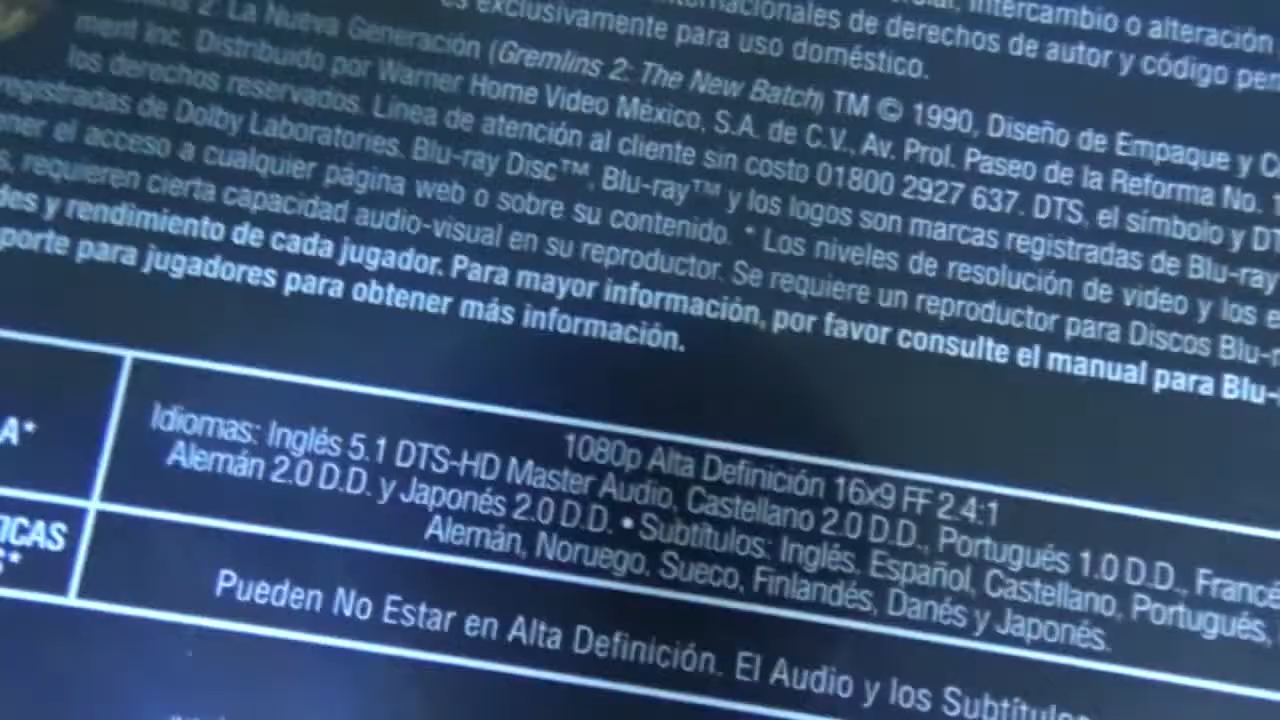 intercambio o alteración
rnacionales de derechos de autor y código pen
es exclusivamente para uso doméstico.
ns 2: La Nueva Generación (Gremlins 2: The New Batch) TM © 1990, Diseño de Empaque y C
ment Inc. Distribuido por Warner Home Video México, S.A. de C.V., Av. Prol. Paseo de la Reforma No.
los derechos reservados. Línea de atención al cliente sin costo 01800 2927 637. DTS, el símbolo y DT
registradas de Dolby Laboratories. Blu-ray Disc™, Blu-ray™ y los logos son marcas registradas de Blu-ray
ner el acceso a cualquier página web o sobre su contenido. * Los niveles de resolución de video y los e
s, requieren cierta capacidad audio-visual en su reproductor. Se requiere un reproductor para Discos Blu-r
des y rendimiento de cada jugador. Para mayor información, por favor consulte el manual para Blu-
porte para jugadores para obtener más información.
1080p Alta Definición 16x9 FF 2.4:1
A*
Idiomas: Inglés 5.1 DTS-HD Master Audio, Castellano 2.0 D.D., Portugués 1.0 D.D., Francé
Alemán 2.0 D.D. y Japonés 2.0 D.D. • Subtítulos: Inglés, Español, Castellano, Portugués,
Alemán, Noruego, Sueco, Finlandés, Danés y Japonés.
ICAS
S*
Pueden No Estar en Alta Definición. El Audio y los Subtítulos